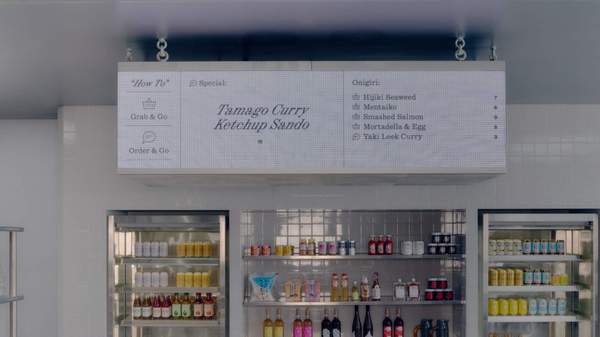 "How To"
Grab & Go
Order & Go
Special:
Tamago Curry
Ketchup Sando
Onigiri:
Hijiki Seaweed 7
Mentaiko
Smashed Salmon
Mortadella & Egg
Yaki Leek Curry